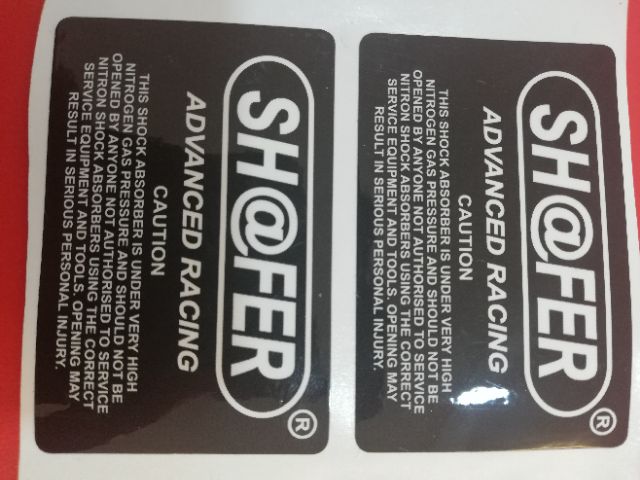 SH@FER®
ADVANCED RACING
CAUTION
THIS SHOCK ABSORBER IS UNDER VERY HIGH
NITROGEN GAS PRESSURE AND SHOULD NOT BE
OPENED BY ANYONE NOT AUTHORISED TO SERVICE
NITRON SHOCK ABSORBERS USING THE CORRECT
SERVICE EQUIPMENT AND TOOLS. OPENING MAY
RESULT IN SERIOUS PERSONAL INJURY.
SH@FER®
ADVANCED RACING
CAUTION
THIS SHOCK ABSORBER IS UNDER VERY HIGH
NITROGEN GAS PRESSURE AND SHOULD NOT BE
OPENED BY ANYONE NOT AUTHORISED TO SERVICE
NITRON SHOCK ABSORBERS USING THE CORRECT
SERVICE EQUIPMENT AND TOOLS. OPENING MAY
RESULT IN SERIOUS PERSONAL INJURY.